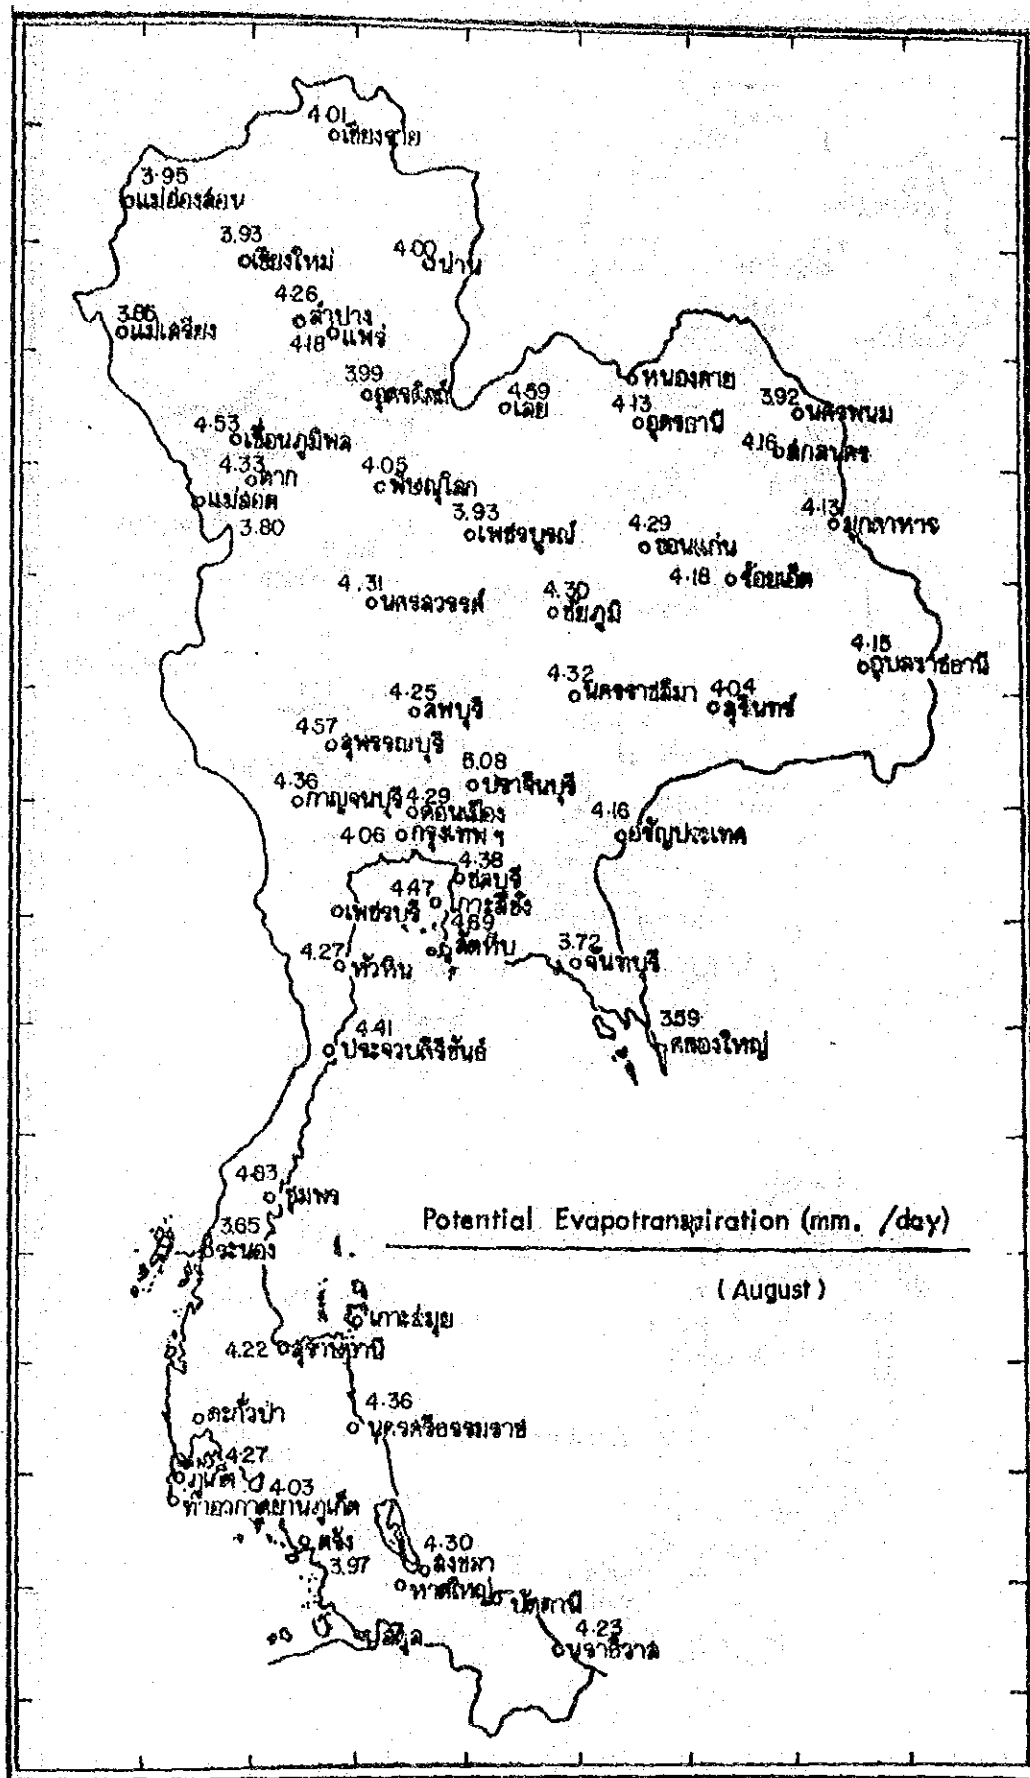 4.01
เชียงราย
3.95
แม่ฮ่องสอน
3.93
เชียงใหม่
4.00
น่าน
4.26
ลำปาง
แม่เสรียง
4.18
แพร่
3.99
อุตรดิตถ์
เลย
หนองคาย
4.13
อุดรธานี
3.92
นครพนม
4.16
สกลนคร
4.53
เขื่อนภูมิพล
4.33
ตาก
แม่สอด
3.80
4.05
พิษณุโลก
3.93
เพชรบูรณ์
4.29
ขอนแก่น
4.13
มุกดาหาร
4.18
ร้อยเอ็ด
4.31
นครสวรรค์
4.30
ชัยภูมิ
4.15
อุบลราชธานี
4.32
นครราชสีมา
4.04
สุรินทร์
4.25
ลพบุรี
4.57
สุพรรณบุรี
5.08
ปราจีนบุรี
4.36
กาญจนบุรี
4.29
ดอนเมือง
4.06
กรุงเทพฯ
4.16
อรัญประเทศ
4.38
ชลบุรี
4.47
เกาะสีชัง
เพชรบุรี
4.69
สัตหีบ
4.27
หัวหิน
3.72
จันทบุรี
3.59
คลองใหญ่
4.41
ประจวบคีรีขันธ์
4.83
ชุมพร
3.65
ระนอง
Potential Evapotranspiration (mm. /day)
(August)
เกาะสมุย
4.22
สุราษธานี
ตะกั่วป่า
4.36
นครศรีธรรมราช
4.27
ภูเก็ต
4.03
ท่าอวกาศยานภูเก็ต
ตรัง
3.97
4.30
สงขลา
หาดใหญ่
ปัตตานี
4.23
นราธิวาส